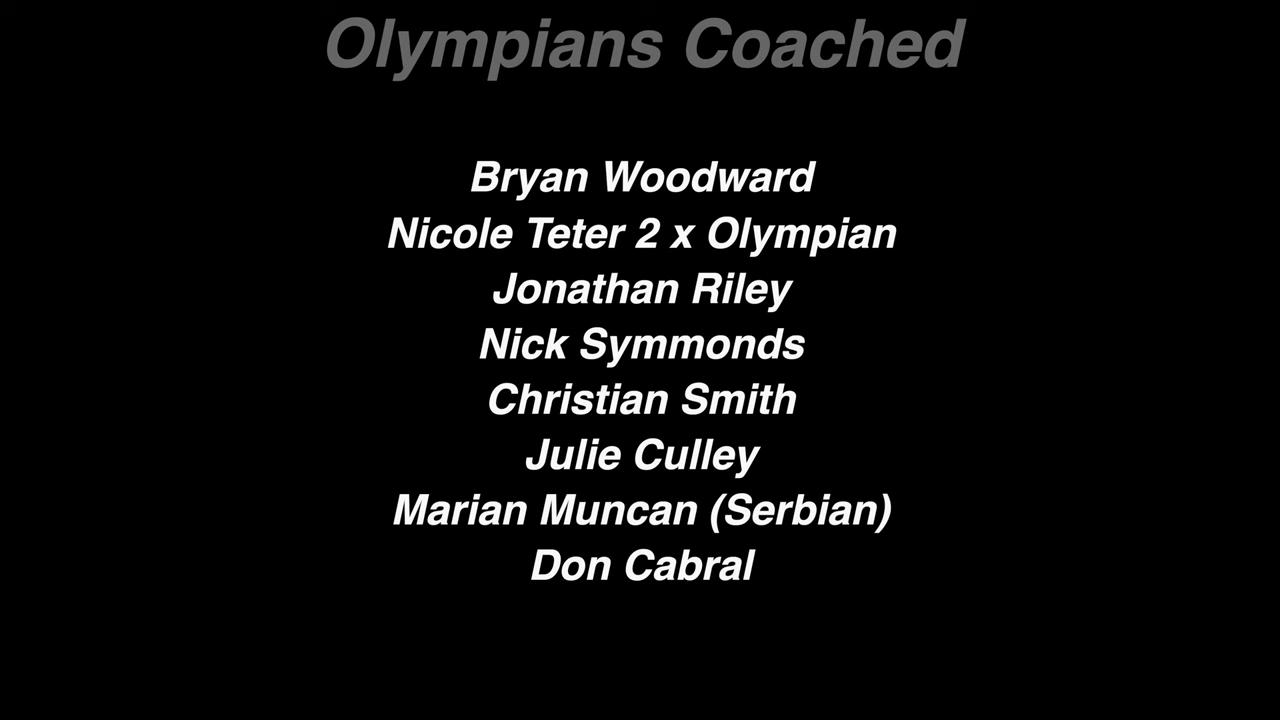 Olympians Coached
Bryan Woodward
Nicole Teter 2 x Olympian
Jonathan Riley
Nick Symmonds
Christian Smith
Julie Culley
Marian Muncan (Serbian)
Don Cabral